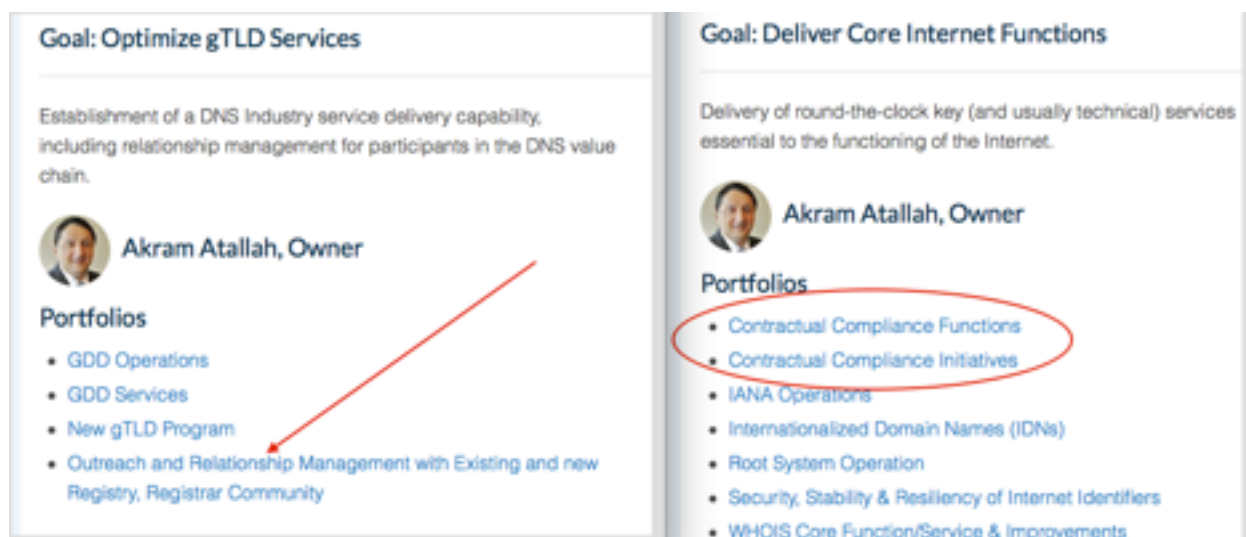 Goal: Optimize gTLD Services
Establishment of a DNS Industry service delivery capability,
including relationship management for participants in the DNS value
chain.
Akram Atallah, Owner
Portfolios
• GDD Operations
• GDD Services
• New gTLD Program
• Outreach and Relationship Management with Existing and new
Registry, Registrar Community
Goal: Deliver Core Internet Functions
Delivery of round-the-clock key (and usually technical) services
essential to the functioning of the Internet.
Akram Atallah, Owner
Portfolios
• Contractual Compliance Functions
• Contractual Compliance Initiatives
• IANA Operations
• Internationalized Domain Names (IDNs)
• Root System Operation
• Security, Stability & Resiliency of Internet Identifiers
• WHOIS Core Function/Service & Improvements